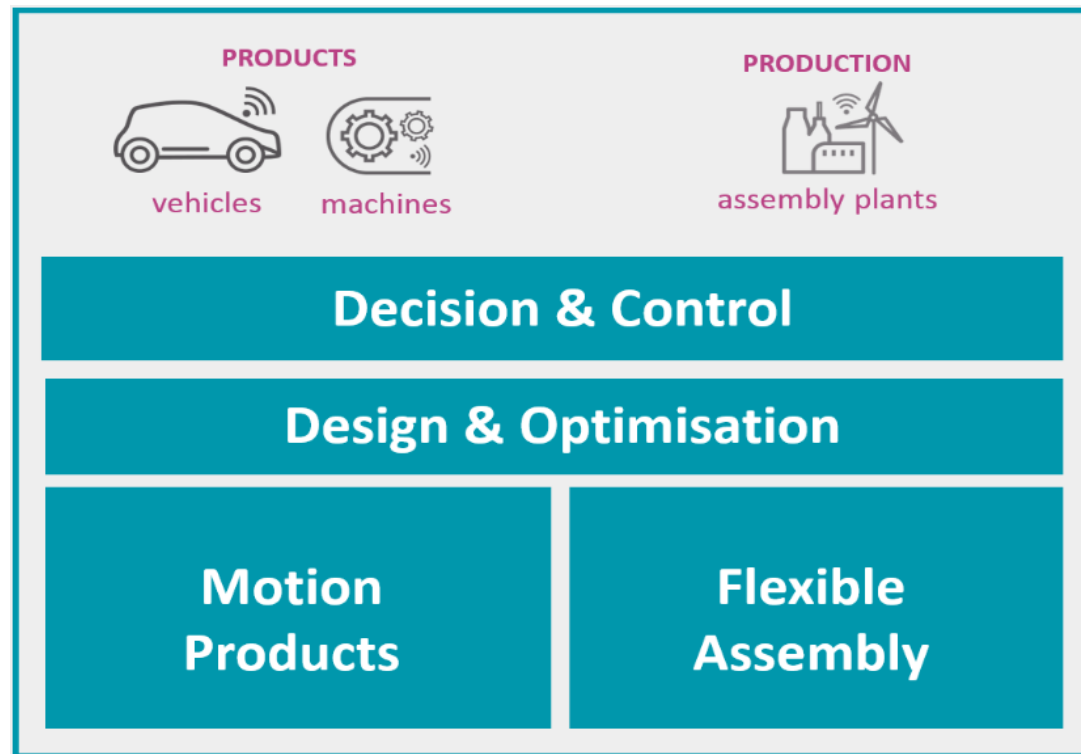 PRODUCTS
PRODUCTION
vehicles
machines
assembly plants
Decision & Control
Design & Optimisation
Motion
Products
Flexible
Assembly